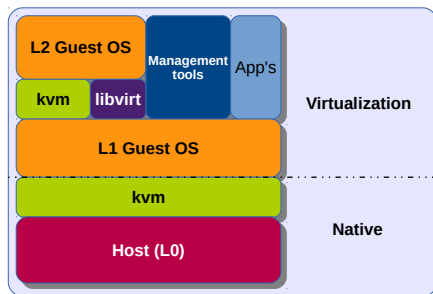 L2 Guest OS
Management
tools
App's
kvm
libvirt
Virtualization
L1 Guest OS
kvm
Native
Host (L0)